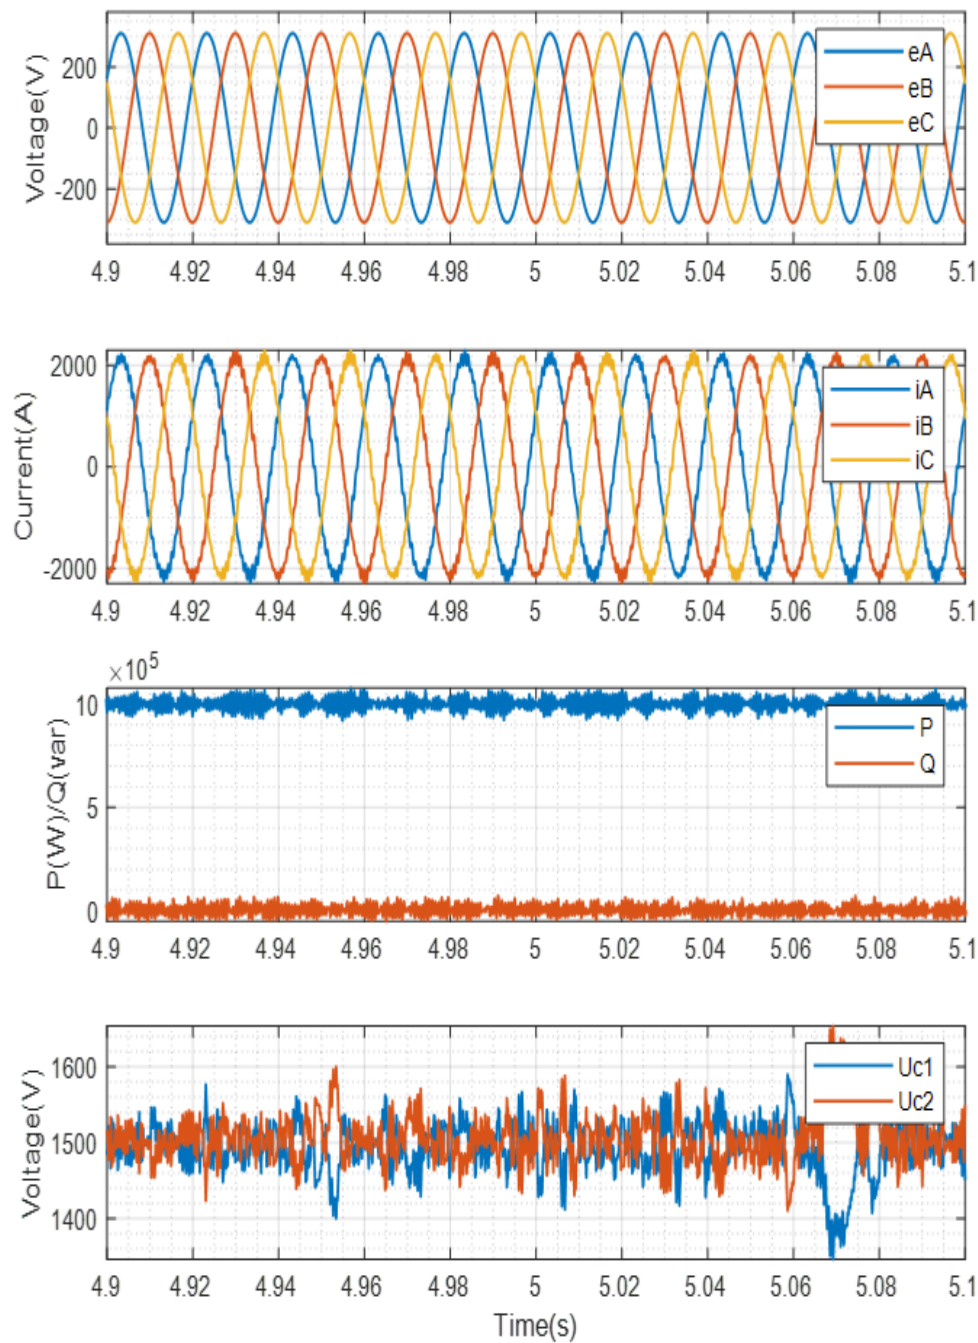 Voltage(V)
200
0
-200
eA
eB
eC
4.9 4.92 4.94 4.96 4.98 5 5.02 5.04 5.06 5.08 5.1
Current(A)
2000
0
-2000
iA
iB
iC
4.9 4.92 4.94 4.96 4.98 5 5.02 5.04 5.06 5.08 5.1
×10⁵
P(W)/Q(var)
10
5
0
P
Q
4.9 4.92 4.94 4.96 4.98 5 5.02 5.04 5.06 5.08 5.1
Voltage(V)
1600
1500
1400
Uc1
Uc2
4.9 4.92 4.94 4.96 4.98 5 5.02 5.04 5.06 5.08 5.1
Time(s)